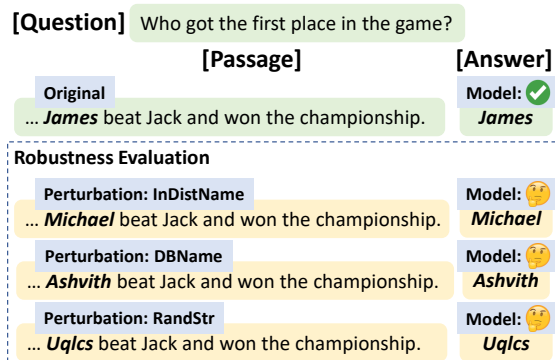 [Question] Who got the first place in the game?
[Passage] [Answer]
Original Model:
... James beat Jack and won the championship. James
Robustness Evaluation
Perturbation: InDistName Model:
... Michael beat Jack and won the championship. Michael
Perturbation: DBName Model:
... Ashvith beat Jack and won the championship. Ashvith
Perturbation: RandStr Model:
... Uqlcs beat Jack and won the championship. Uqlcs